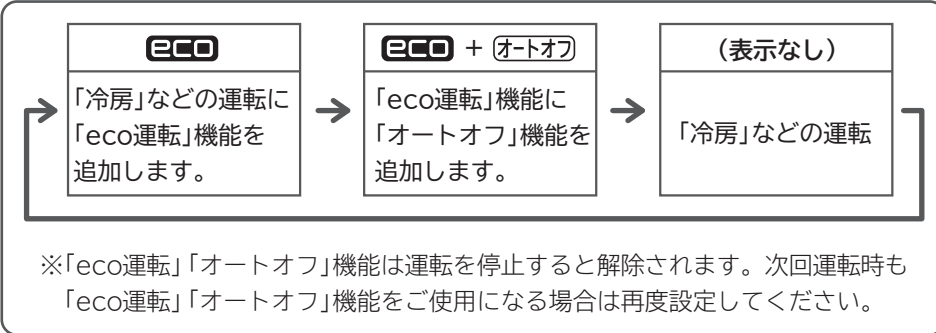 eco
「冷房」などの運転に
「eco運転」機能を
追加します。
eco + オートオフ
「eco運転」機能に
「オートオフ」機能を
追加します。
（表示なし）
「冷房」などの運転
※「eco運転」「オートオフ」機能は運転を停止すると解除されます。次回運転時も
「eco運転」「オートオフ」機能をご使用になる場合は再度設定してください。